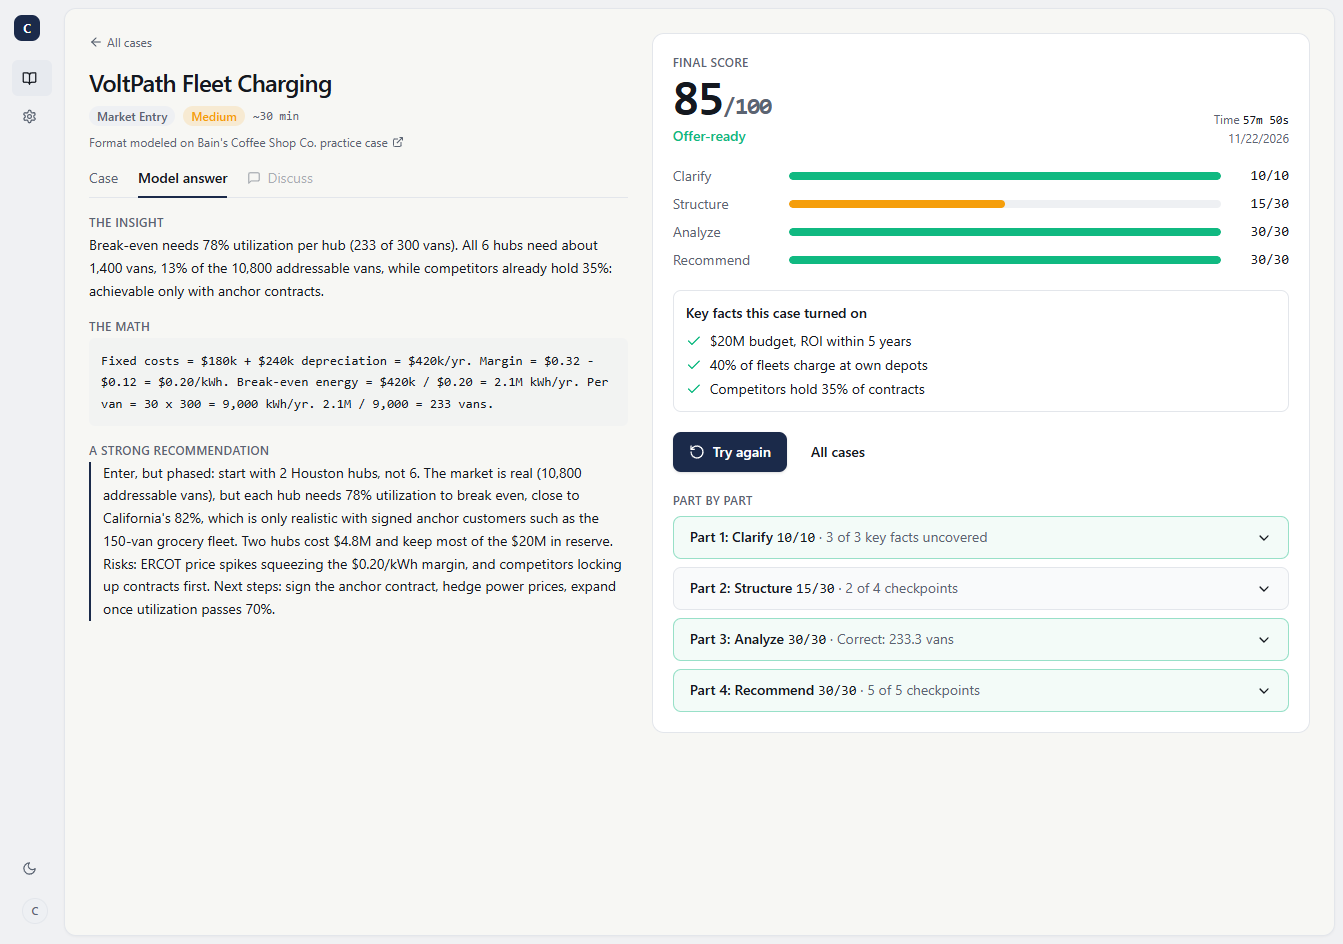 C
All cases
VoltPath Fleet Charging
Market Entry Medium ~30 min
Format modeled on Bain's Coffee Shop Co. practice case
Case Model answer Discuss
THE INSIGHT
Break-even needs 78% utilization per hub (233 of 300 vans). All 6 hubs need about
1,400 vans, 13% of the 10,800 addressable vans, while competitors already hold 35%:
achievable only with anchor contracts.
THE MATH
Fixed costs = $180k + $240k depreciation = $420k/yr. Margin = $0.32 -
$0.12 = $0.20/kWh. Break-even energy = $420k / $0.20 = 2.1M kWh/yr. Per
van = 30 x 300 = 9,000 kWh/yr. 2.1M / 9,000 = 233 vans.
A STRONG RECOMMENDATION
Enter, but phased: start with 2 Houston hubs, not 6. The market is real (10,800
addressable vans), but each hub needs 78% utilization to break even, close to
California's 82%, which is only realistic with signed anchor customers such as the
150-van grocery fleet. Two hubs cost $4.8M and keep most of the $20M in reserve.
Risks: ERCOT price spikes squeezing the $0.20/kWh margin, and competitors locking
up contracts first. Next steps: sign the anchor contract, hedge power prices, expand
once utilization passes 70%.
FINAL SCORE
85/100
Offer-ready
Time 57m 50s
11/22/2026
Clarify 10/10
Structure 15/30
Analyze 30/30
Recommend 30/30
Key facts this case turned on
$20M budget, ROI within 5 years
40% of fleets charge at own depots
Competitors hold 35% of contracts
Try again All cases
PART BY PART
Part 1: Clarify 10/10 · 3 of 3 key facts uncovered
Part 2: Structure 15/30 · 2 of 4 checkpoints
Part 3: Analyze 30/30 · Correct: 233.3 vans
Part 4: Recommend 30/30 · 5 of 5 checkpoints
C